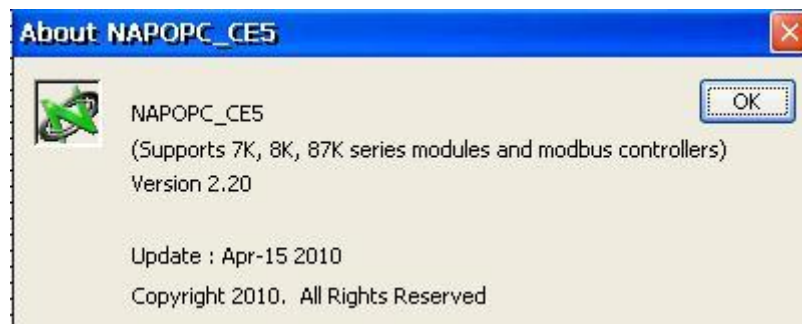 About NAPOPC_CE5
OK
NAPOPC_CE5
(Supports 7K, 8K, 87K series modules and modbus controllers)
Version 2.20
Update : Apr-15 2010
Copyright 2010. All Rights Reserved